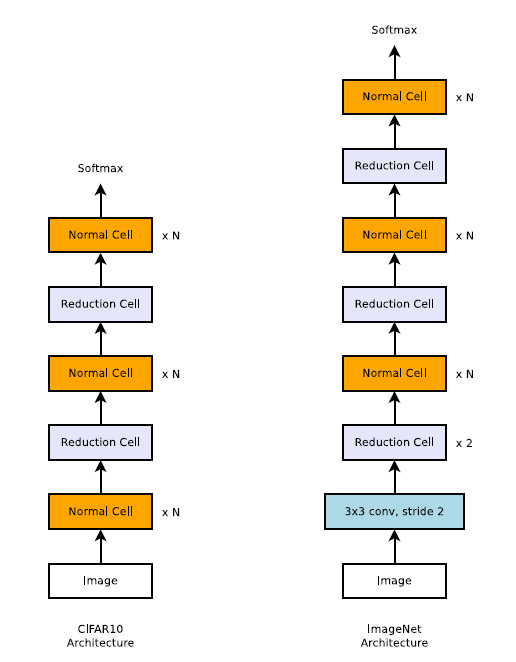 Softmax
Normal Cell
x N
Reduction Cell
Normal Cell
x N
Reduction Cell
Normal Cell
x N
Image
CIFAR10
Architecture
Softmax
Normal Cell
x N
Reduction Cell
Normal Cell
x N
Reduction Cell
Normal Cell
x N
Reduction Cell
x 2
3x3 conv, stride 2
Image
ImageNet
Architecture